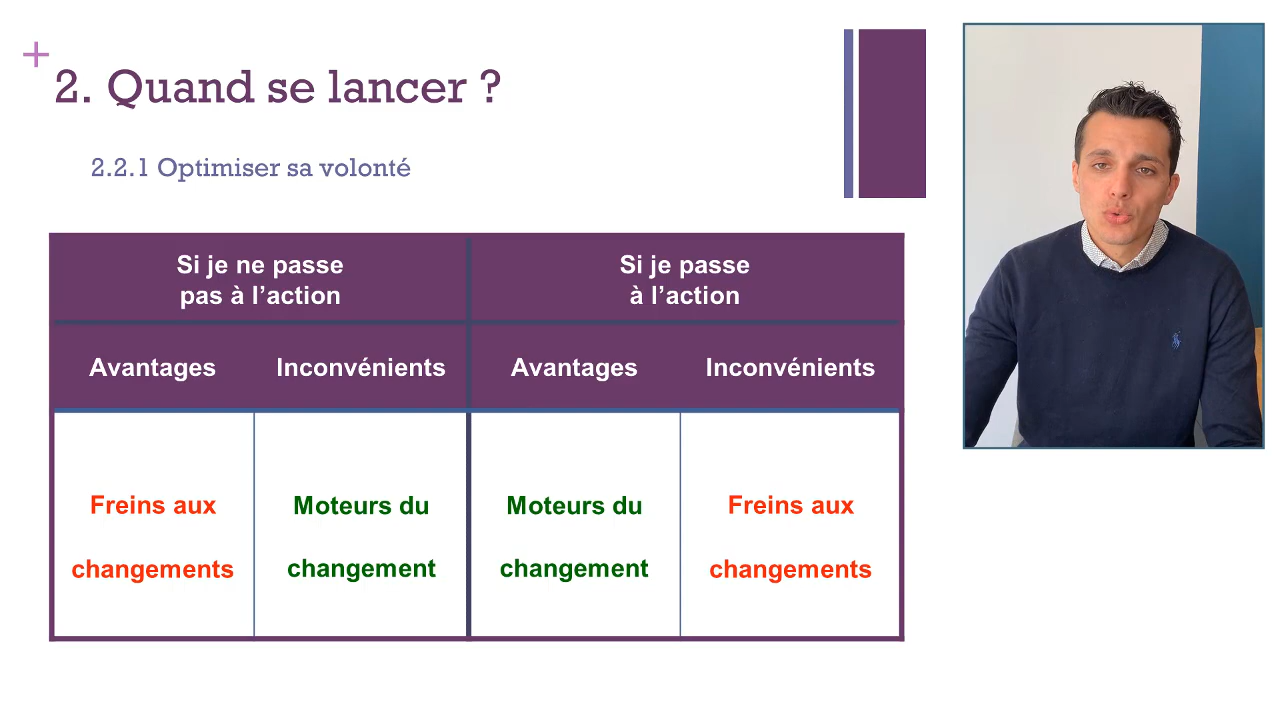 2. Quand se lancer ?
2.2.1 Optimiser sa volonté
Si je ne passe
pas à l’action
Si je passe
à l’action
Avantages
Inconvénients
Avantages
Inconvénients
Freins aux
changements
Moteurs du
changement
Moteurs du
changement
Freins aux
changements